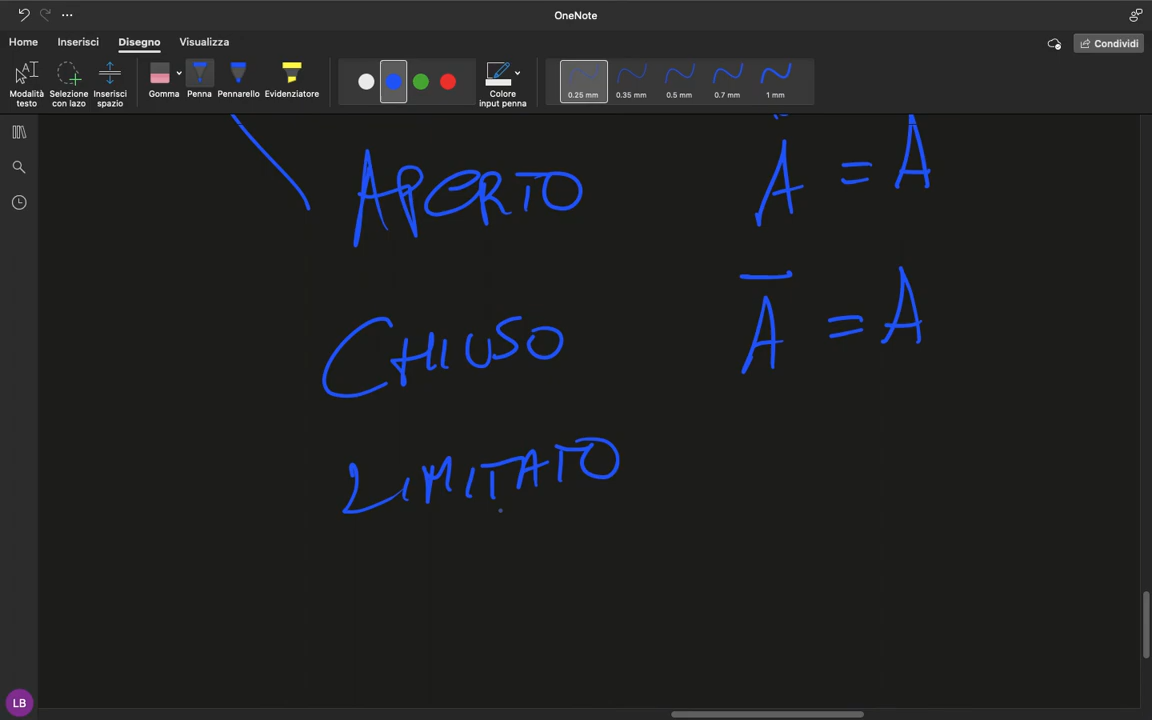 OneNote
Home Inserisci Disegno Visualizza
Condividi
Modalità testo
Selezione con lazo
Inserisci spazio
Gomma
Penna
Pennarello
Evidenziatore
Colore input penna
0.25 mm
0.35 mm
0.5 mm
0.7 mm
1 mm
APERTO Å = A
CHIUSO Ā = A
LIMITATO
LB